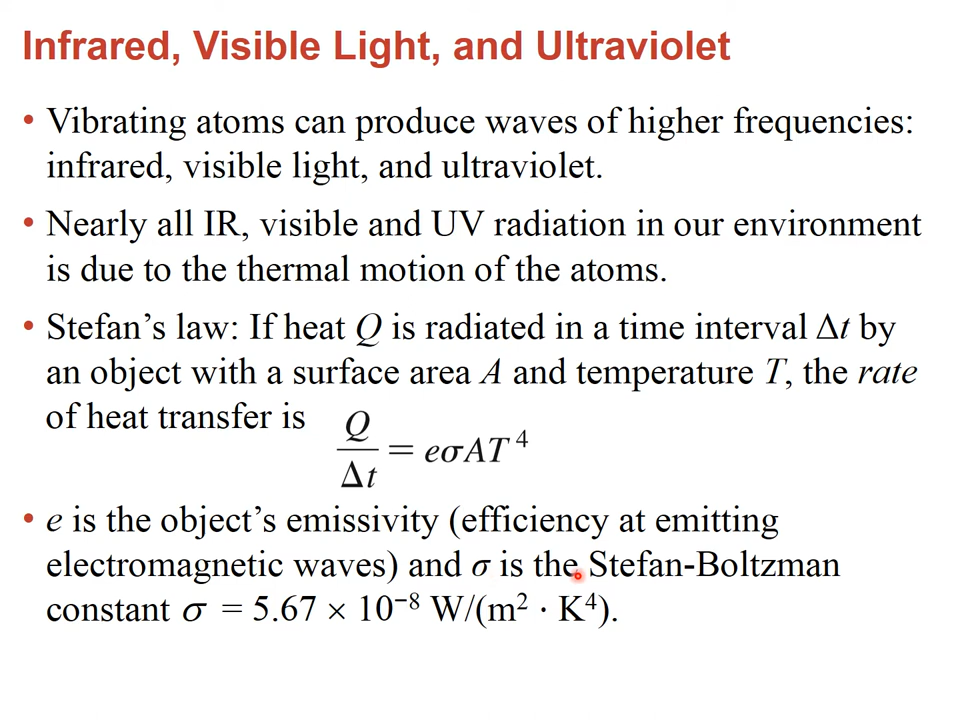 Infrared, Visible Light, and Ultraviolet
• Vibrating atoms can produce waves of higher frequencies:
infrared, visible light, and ultraviolet.
• Nearly all IR, visible and UV radiation in our environment
is due to the thermal motion of the atoms.
• Stefan's law: If heat Q is radiated in a time interval Δt by
an object with a surface area A and temperature T, the rate
of heat transfer is
Q/Δt = eσAT⁴
• e is the object's emissivity (efficiency at emitting
electromagnetic waves) and σ is the Stefan-Boltzman
constant σ = 5.67 × 10⁻⁸ W/(m² · K⁴).